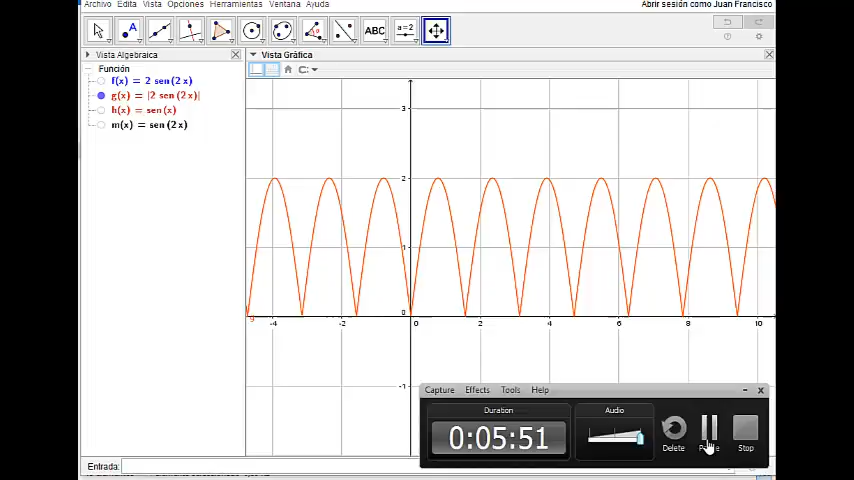 Archivo Edita Vista Opciones Herramientas Ventana Ayuda Abrir sesión como Juan Francisco
ABC a=2
Vista Algebraica
Vista Gráfica
Función
f(x) = 2 sen(2 x)
g(x) = |2 sen(2 x)|
h(x) = sen(x)
m(x) = sen(2 x)
3
2
1
0
-4 -2 0 2 4 6 8 10
-1
g
Capture Effects Tools Help
Duration
Audio
0:05:51
Delete
Stop
Entrada: